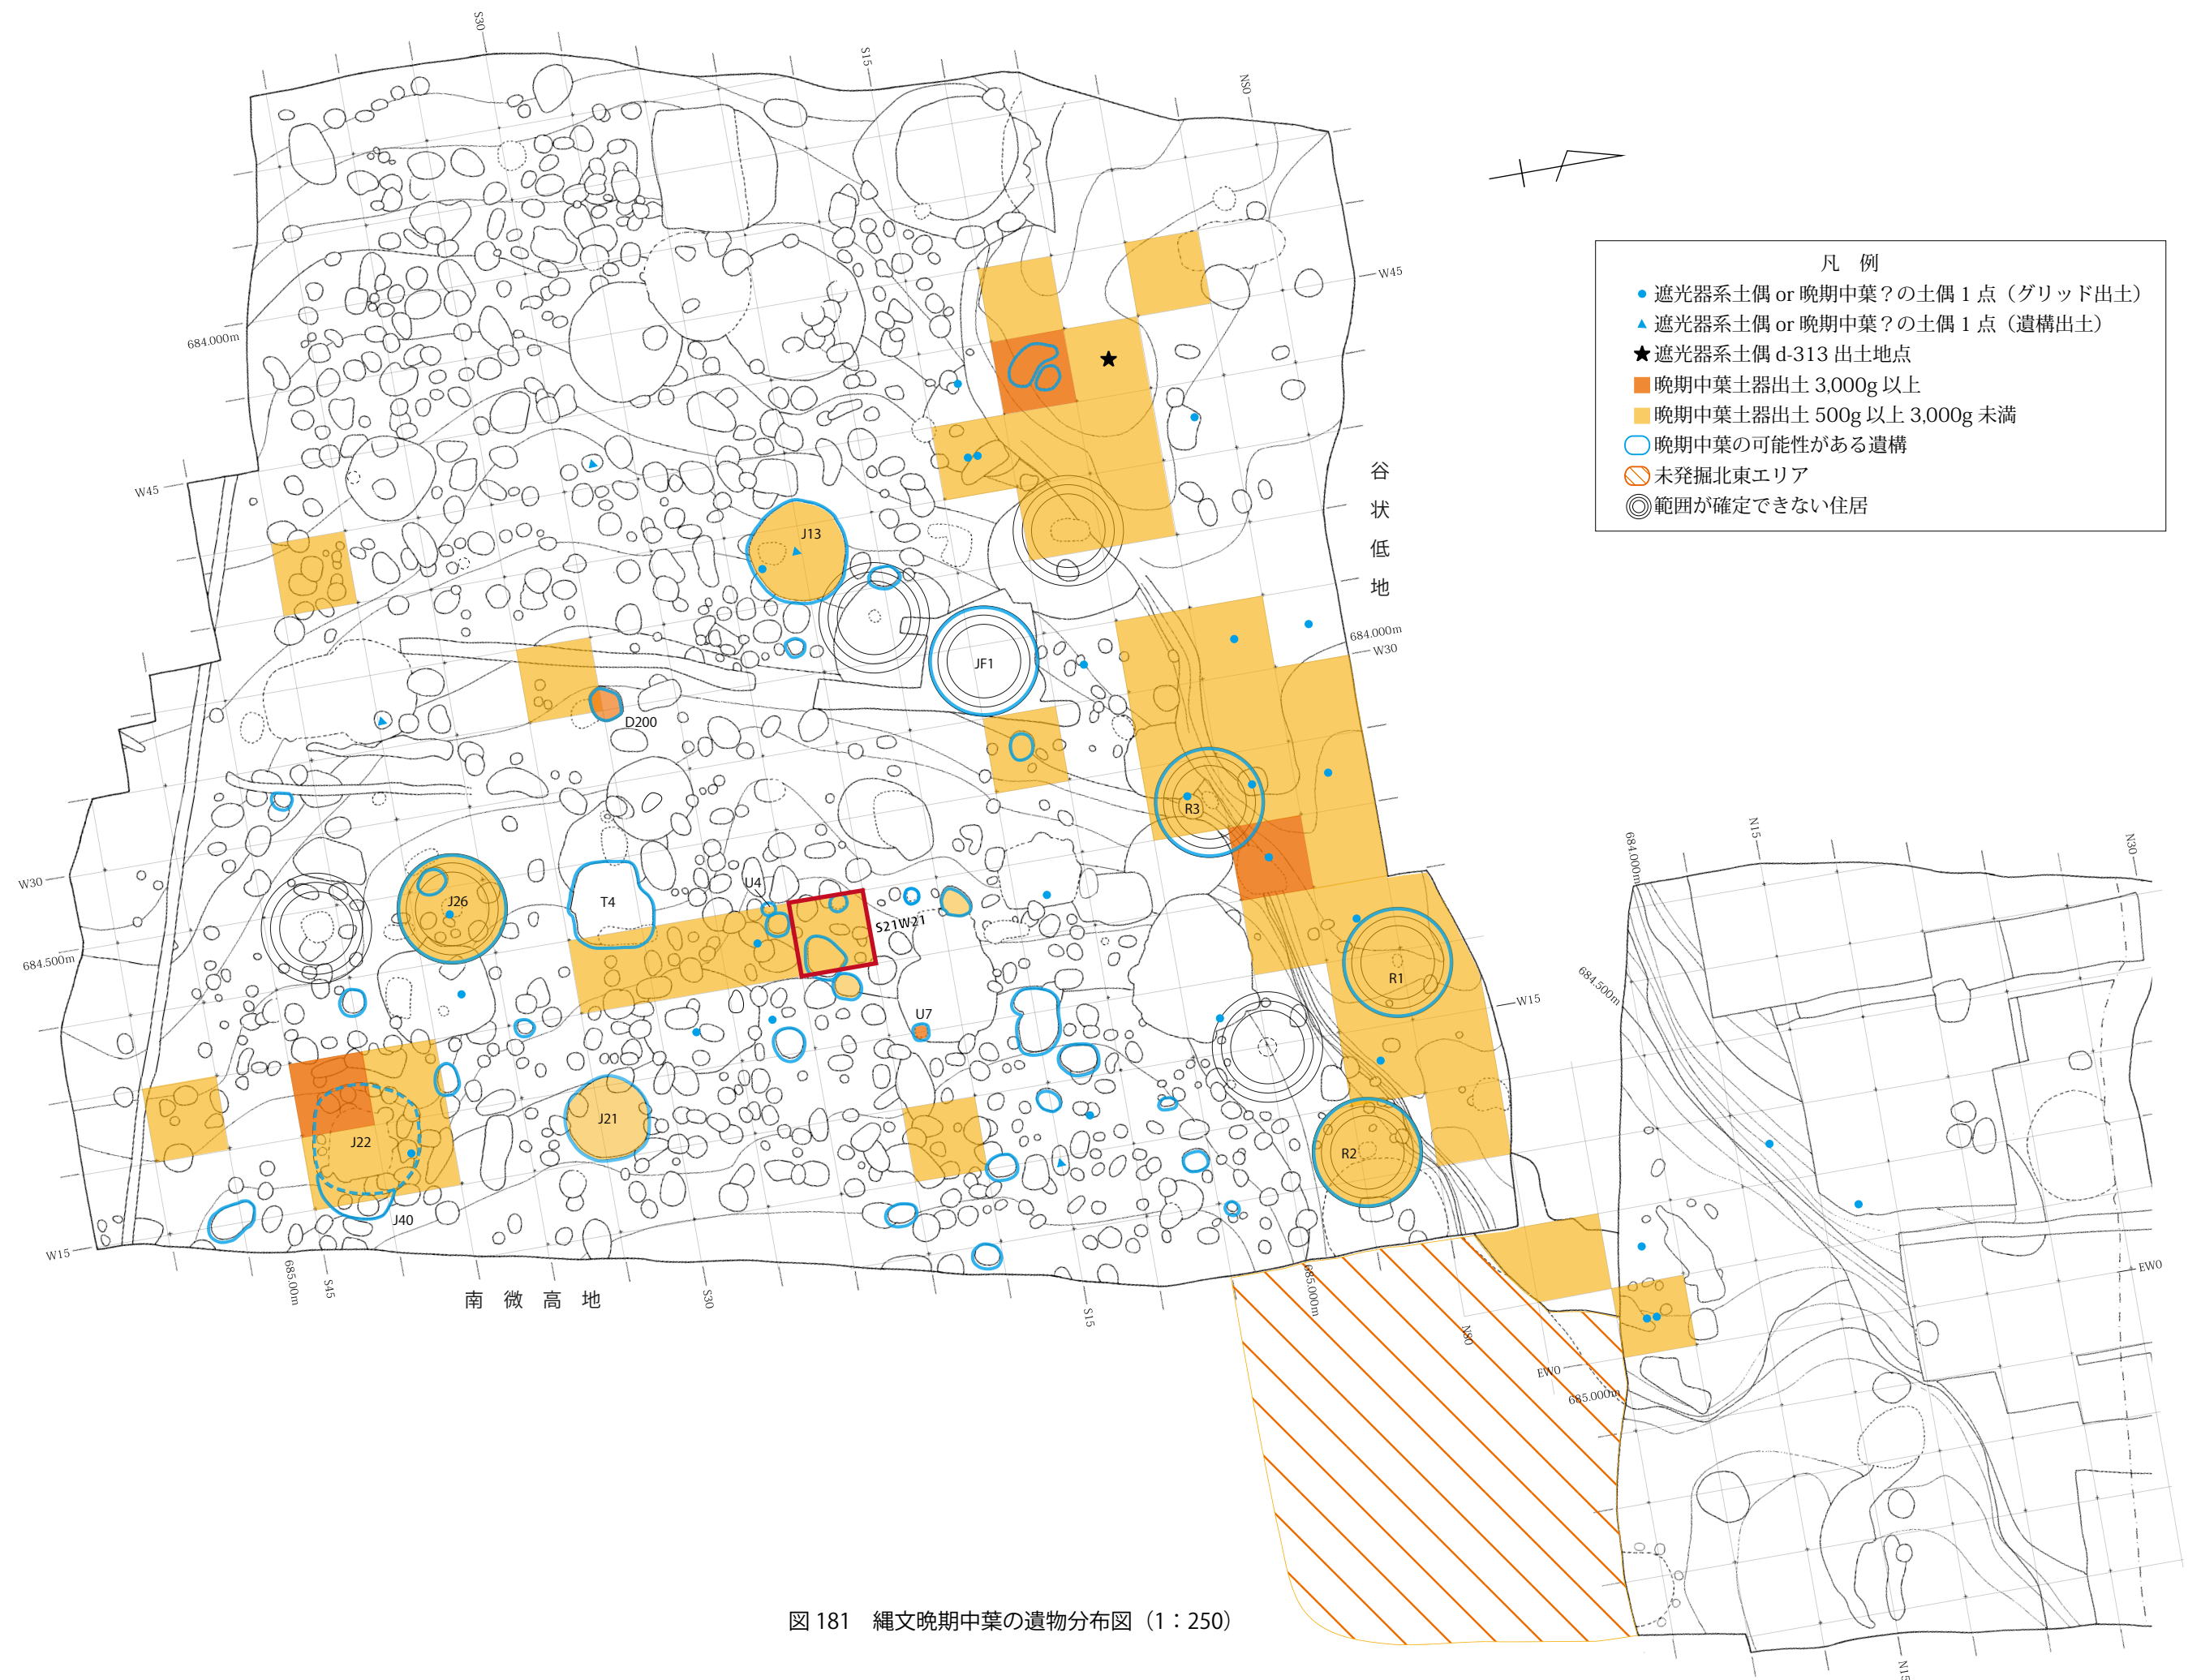 S30
S15
NS0
W45
684.000m
W45
谷状低地
凡　例
遮光器系土偶 or 晩期中葉？の土偶 1 点（グリッド出土）
遮光器系土偶 or 晩期中葉？の土偶 1 点（遺構出土）
遮光器系土偶 d-313 出土地点
晩期中葉土器出土 3,000g 以上
晩期中葉土器出土 500g 以上 3,000g 未満
晩期中葉の可能性がある遺構
未発掘北東エリア
範囲が確定できない住居
J13
JF1
684.000m
W30
D200
R3
W30
J26
T4
U4
S21W21
684.500m
U7
R1
W15
684.000m
N15
N30
684.500m
J22
J21
R2
J40
W15
685.00m
S45
南微高地
S30
S15
685.000m
NS0
EW0
685.000m
EW0
N15
図 181　縄文晩期中葉の遺物分布図（1：250）